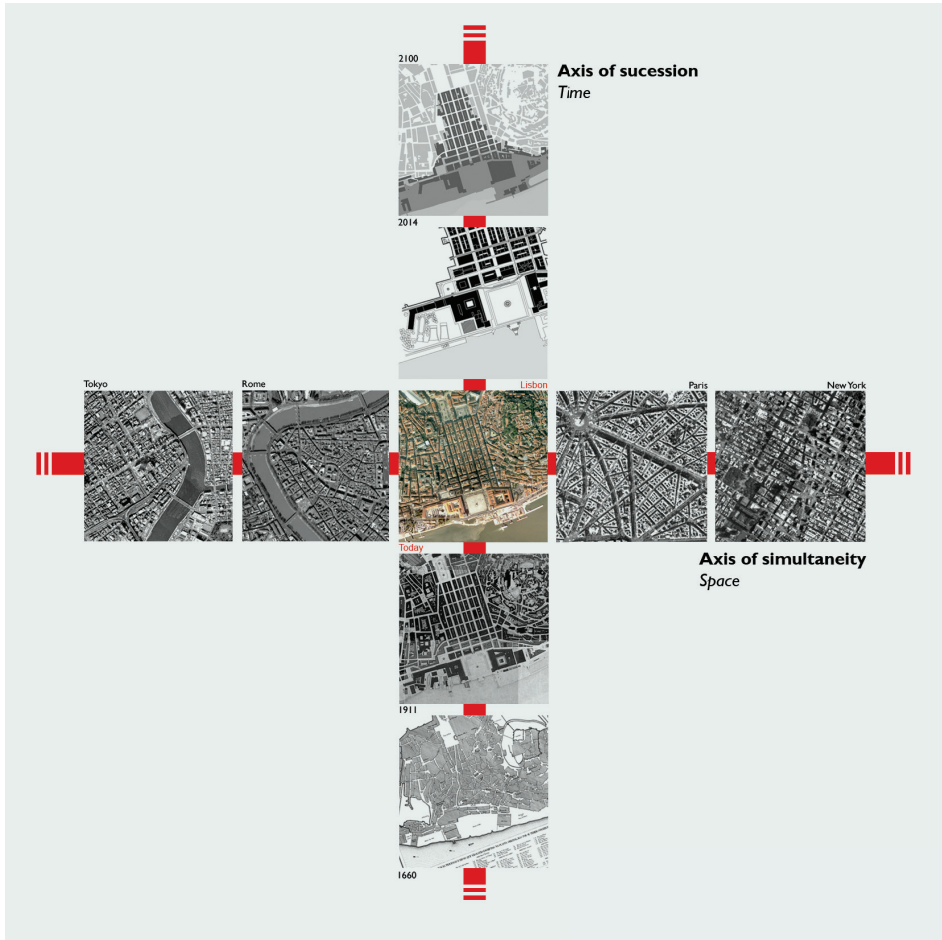 2100
Axis of sucession
Time
2014
Tokyo
Rome
Lisbon
Paris
New York
Today
Axis of simultaneity
Space
1911
1660